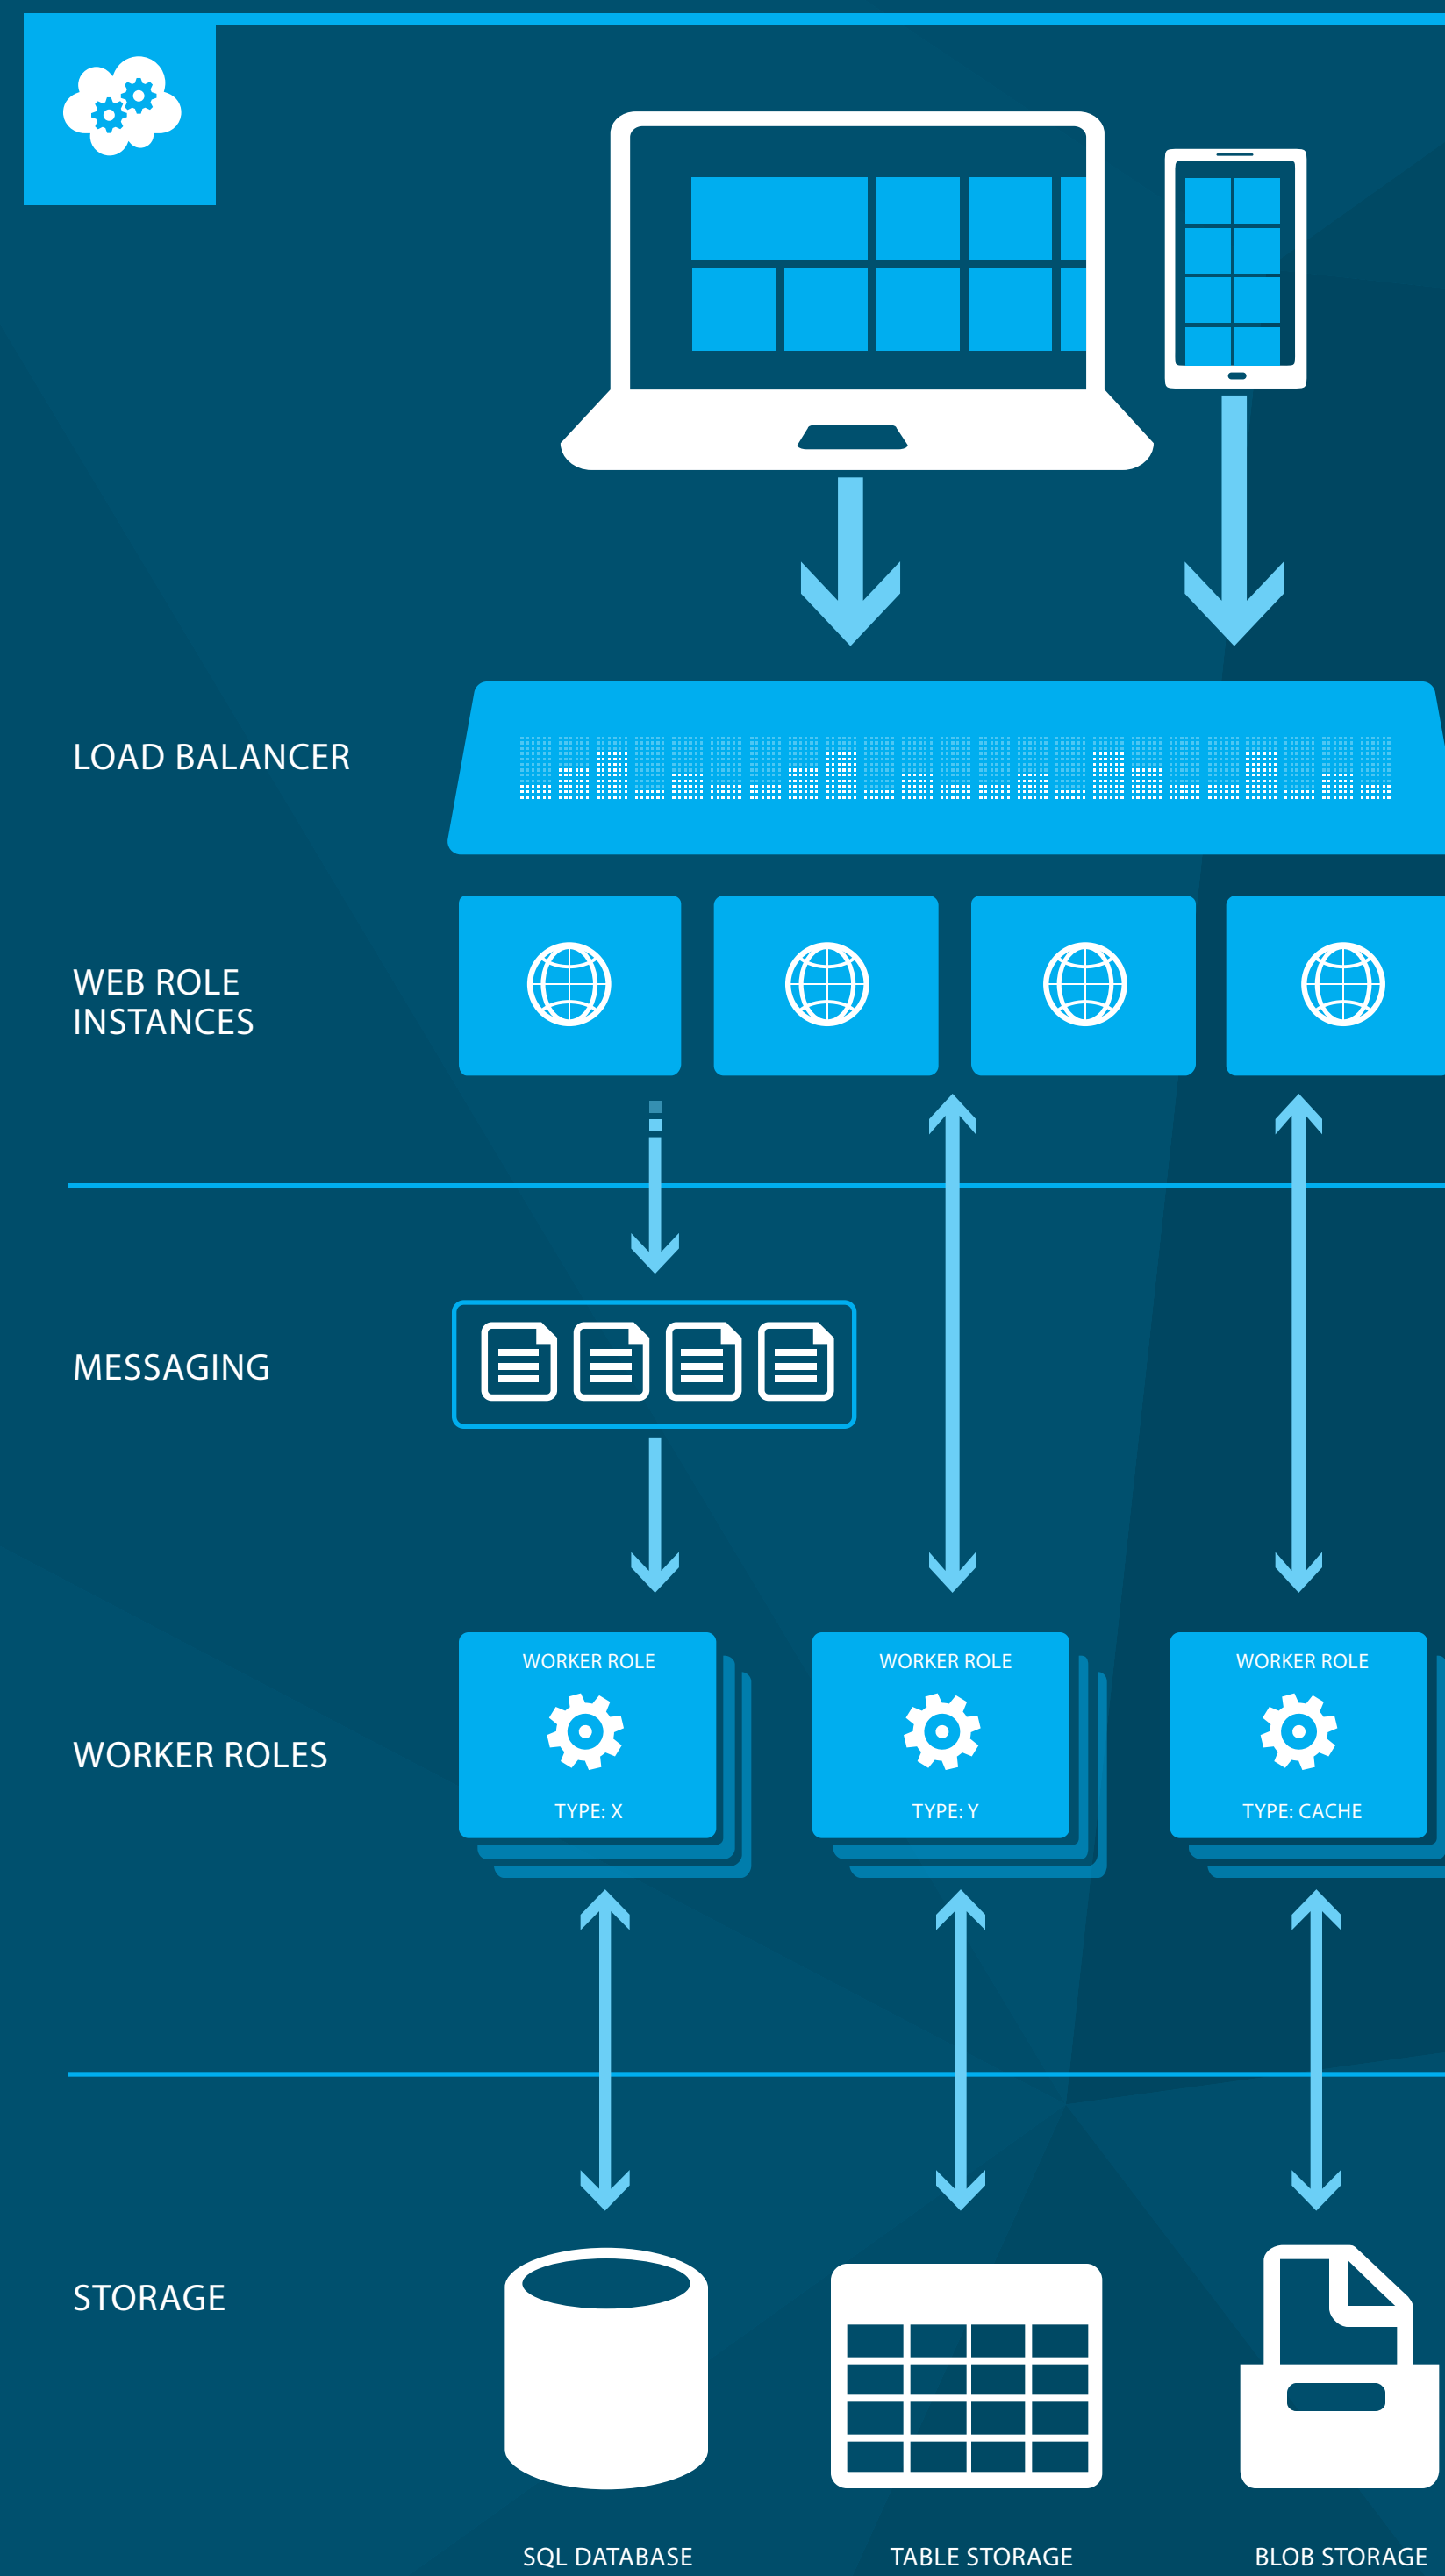 LOAD BALANCER
WEB ROLE
INSTANCES
MESSAGING
WORKER ROLE
WORKER ROLE
WORKER ROLE
WORKER ROLES
TYPE: X
TYPE: Y
TYPE: CACHE
STORAGE
SQL DATABASE
TABLE STORAGE
BLOB STORAGE